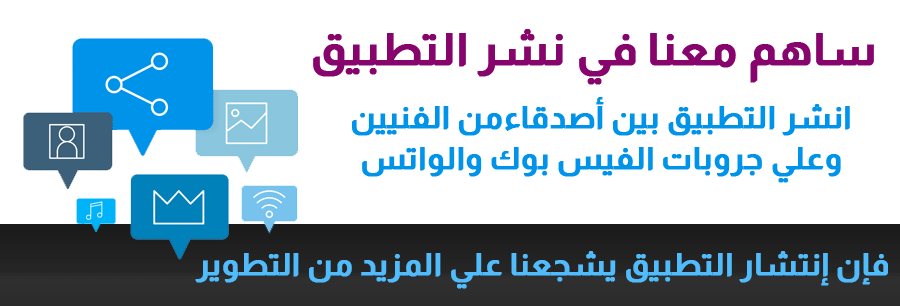 ساهم معنا في نشر التطبيق
انشر التطبيق بين أصدقاءمن الفنيين
وعلي جروبات الفيس بوك والواتس
فإن إنتشار التطبيق يشجعنا علي المزيد من التطوير